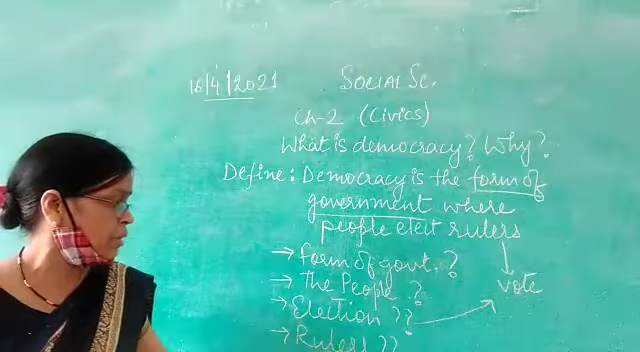 16/4/2021
Social Sc.
Ch-2 (Civics)
What is democracy? Why?
Define: Democracy is the form of
government where
people elect rulers
→ form of govt. ?
→ The People ?
→ Election ??
→ Rulers ??
vote